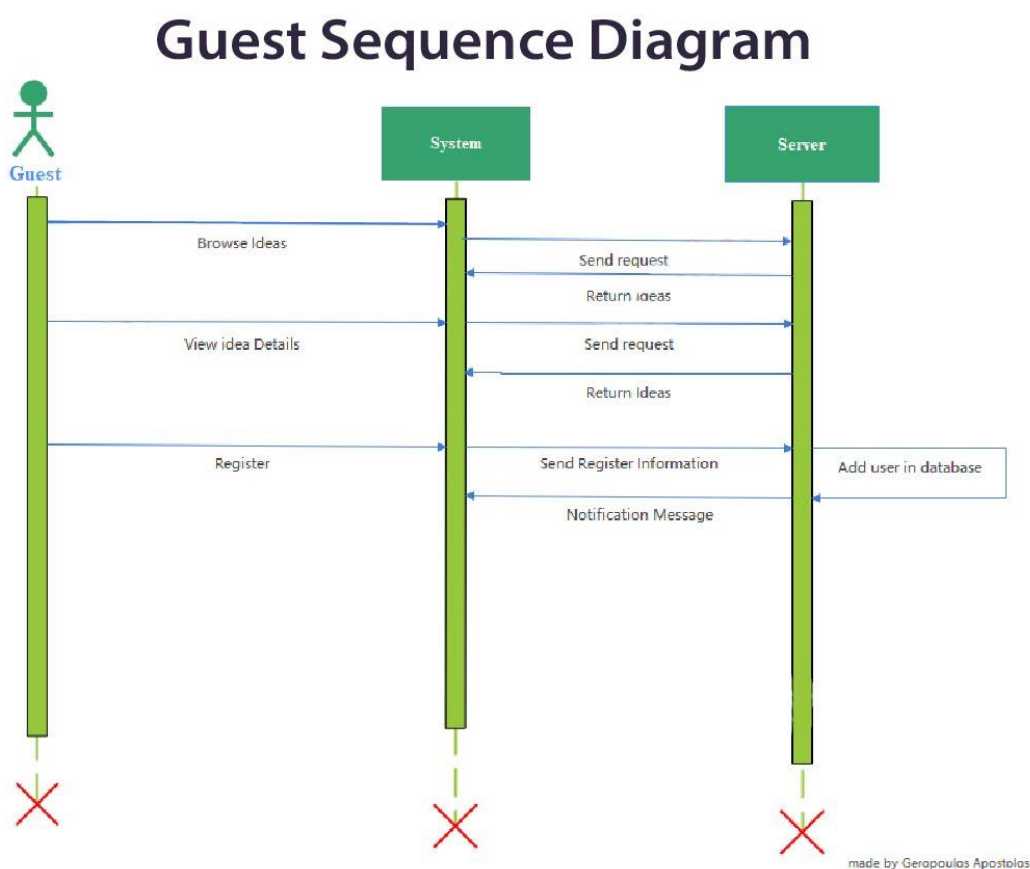 Guest Sequence Diagram
Guest
System
Server
Browse Ideas
Send request
Return Ideas
View idea Details
Send request
Return Ideas
Register
Send Register Information
Add user in database
Notification Message
made by Geropoulos Apostolos